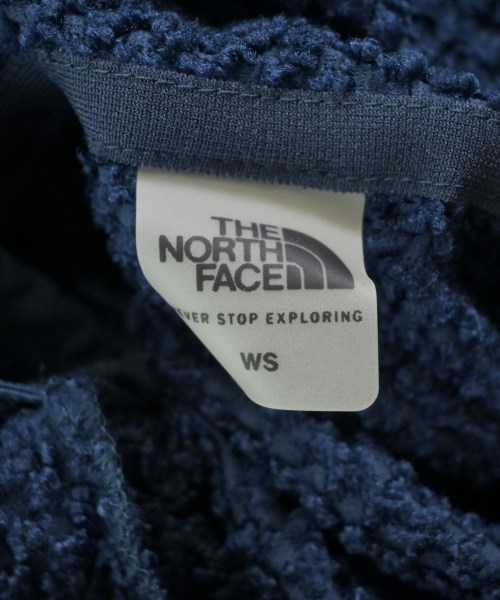 THE
NORTH
FACE
EVER STOP EXPLORING
WS